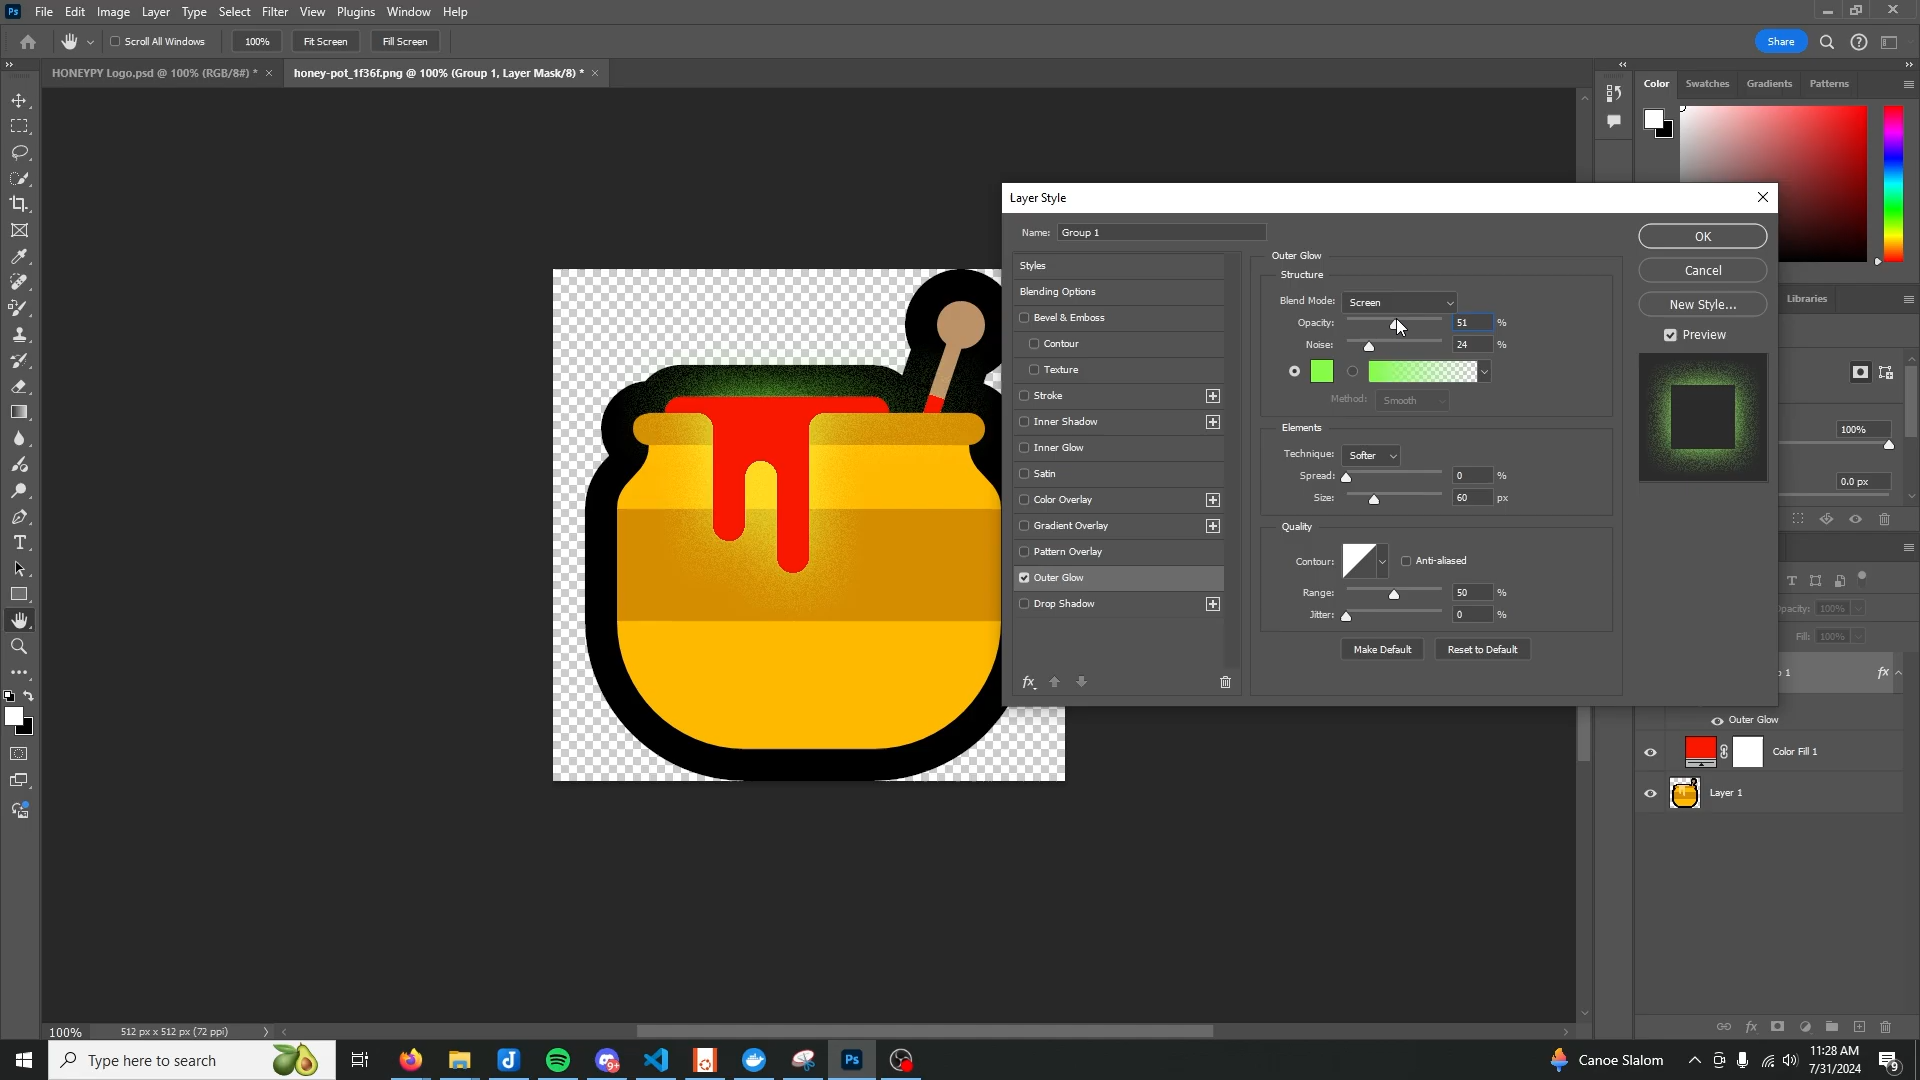 Ps File Edit Image Layer Type Select Filter View Plugins Window Help
Scroll All Windows 100% Fit Screen Fill Screen Share
HONEYPY Logo.psd @ 100% (RGB/8#) * × honey-pot_1f36f.png @ 100% (Group 1, Layer Mask/8) * ×
Color Swatches Gradients Patterns
Layer Style
Name: Group 1
Styles
Blending Options
Bevel & Emboss
Contour
Texture
Stroke
Inner Shadow
Inner Glow
Satin
Color Overlay
Gradient Overlay
Pattern Overlay
Outer Glow
Drop Shadow
fx
Outer Glow
Structure
Blend Mode: Screen
Opacity: 51 %
Noise: 24 %
Method: Smooth
Elements
Technique: Softer
Spread: 0 %
Size: 60 px
Quality
Contour: Anti-aliased
Range: 50 %
Jitter: 0 %
Make Default Reset to Default
OK
Cancel
New Style...
Preview
Libraries
100%
0.0 px
Opacity: 100%
Fill: 100%
1 fx
Outer Glow
Color Fill 1
Layer 1
fx
100% 512 px x 512 px (72 ppi)
Type here to search
9+
Ps
Canoe Slalom
11:28 AM
7/31/2024
9